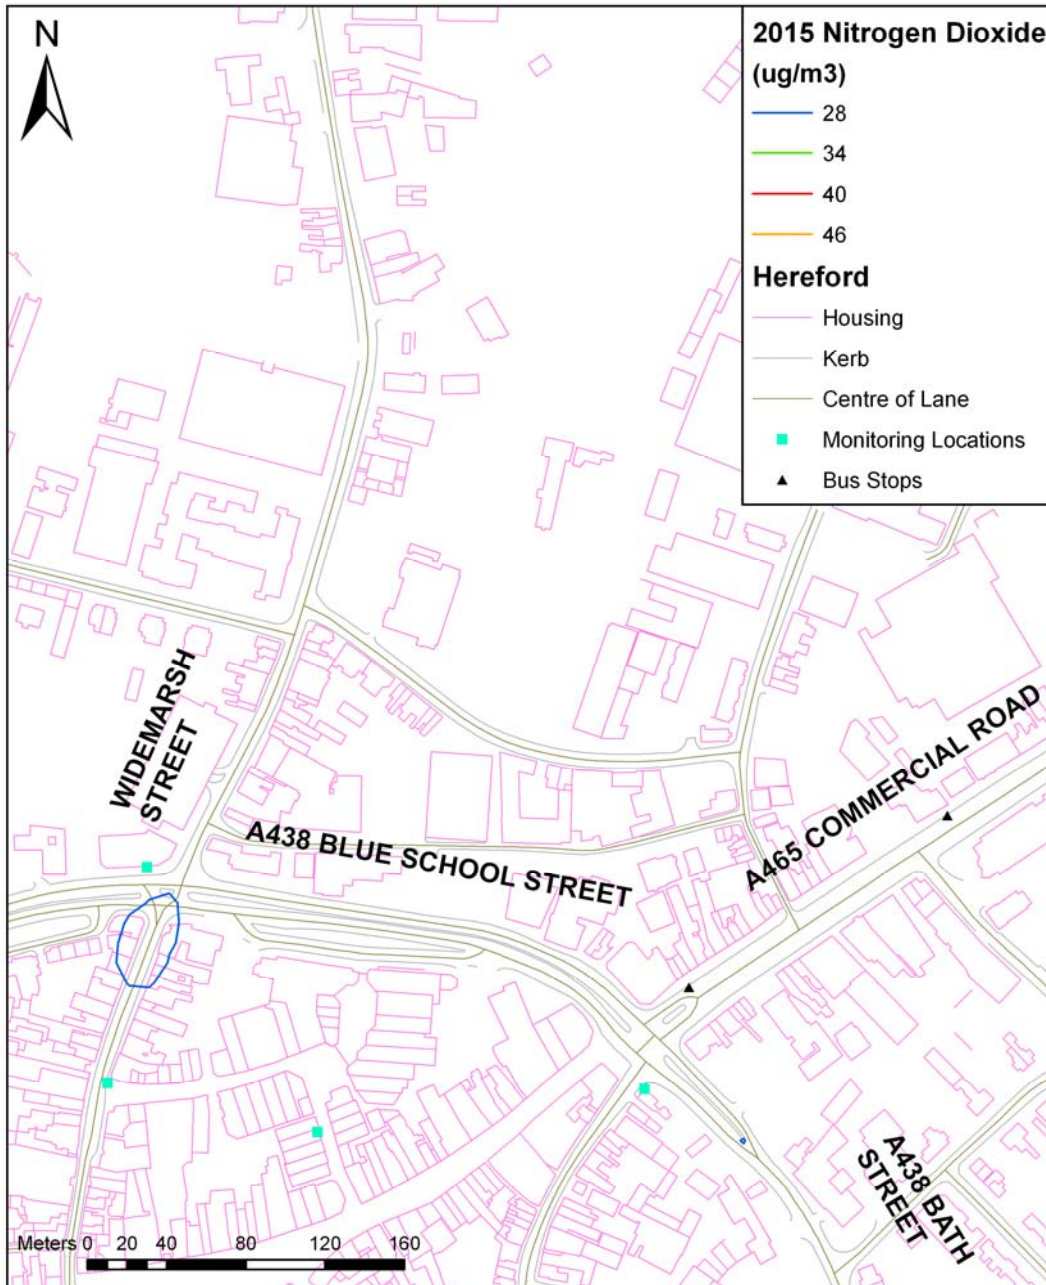 N
2015 Nitrogen Dioxide
(ug/m3)
28
34
40
46
Hereford
Housing
Kerb
Centre of Lane
Monitoring Locations
Bus Stops
WIDEMARSH
STREET
A438 BLUE SCHOOL STREET
A465 COMMERCIAL ROAD
A438 BATH
STREET
Meters 0 20 40 80 120 160